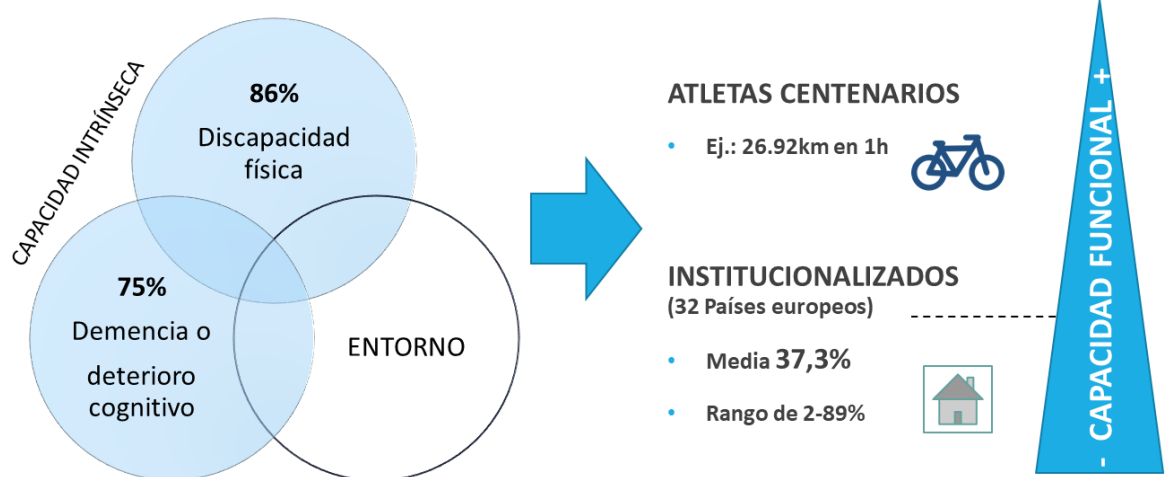 CAPACIDAD INTRÍNSECA
86%
Discapacidad
física
75%
Demencia o
deterioro
cognitivo
ENTORNO
ATLETAS CENTENARIOS
• Ej.: 26.92km en 1h
INSTITUCIONALIZADOS
(32 Países europeos)
• Media 37,3%
• Rango de 2-89%
- CAPACIDAD FUNCIONAL +